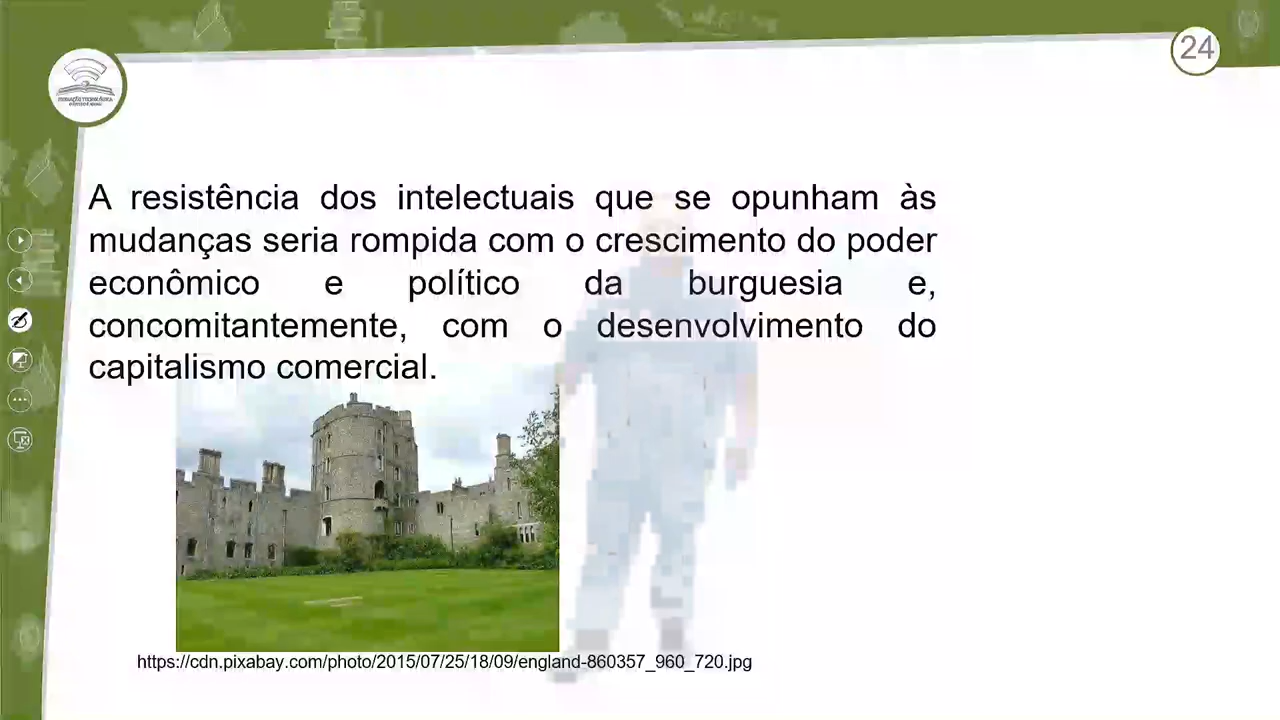 24
A resistência dos intelectuais que se opunham às
mudanças seria rompida com o crescimento do poder
econômico e político da burguesia e,
concomitantemente, com o desenvolvimento do
capitalismo comercial.
https://cdn.pixabay.com/photo/2015/07/25/18/09/england-860357_960_720.jpg